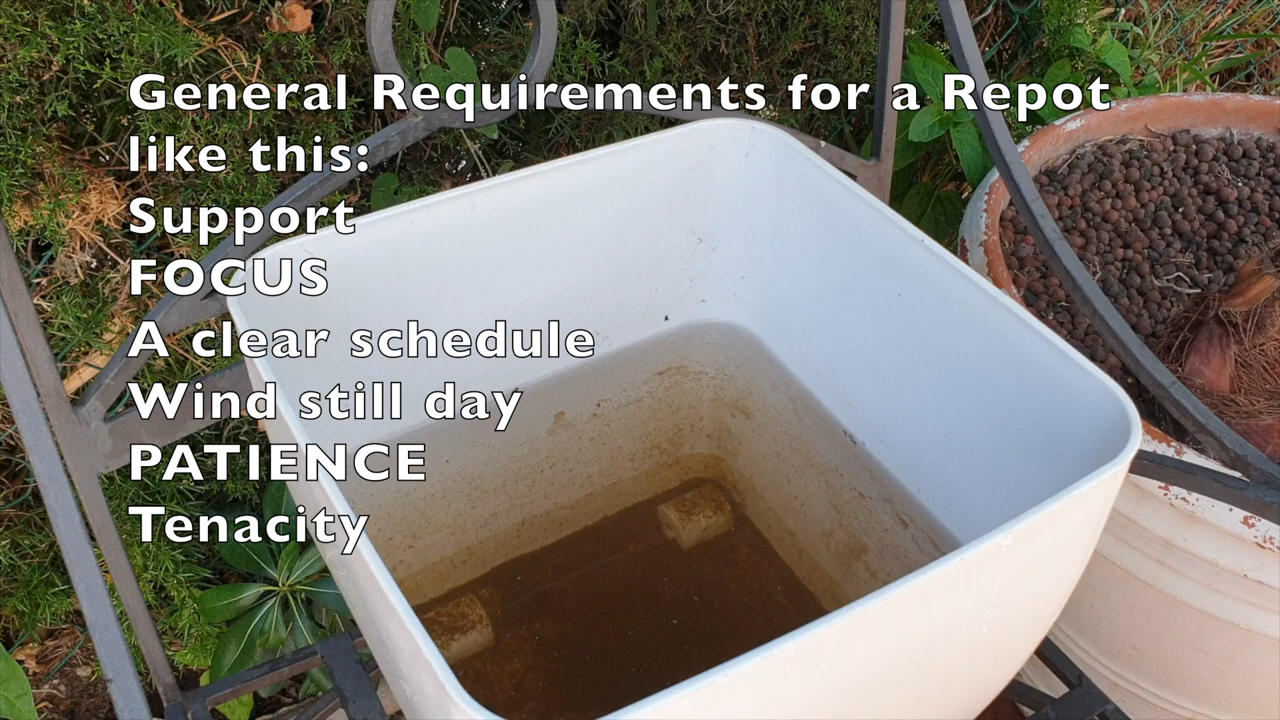 General Requirements for a Repot
like this:
Support
FOCUS
A clear schedule
Wind still day
PATIENCE
Tenacity